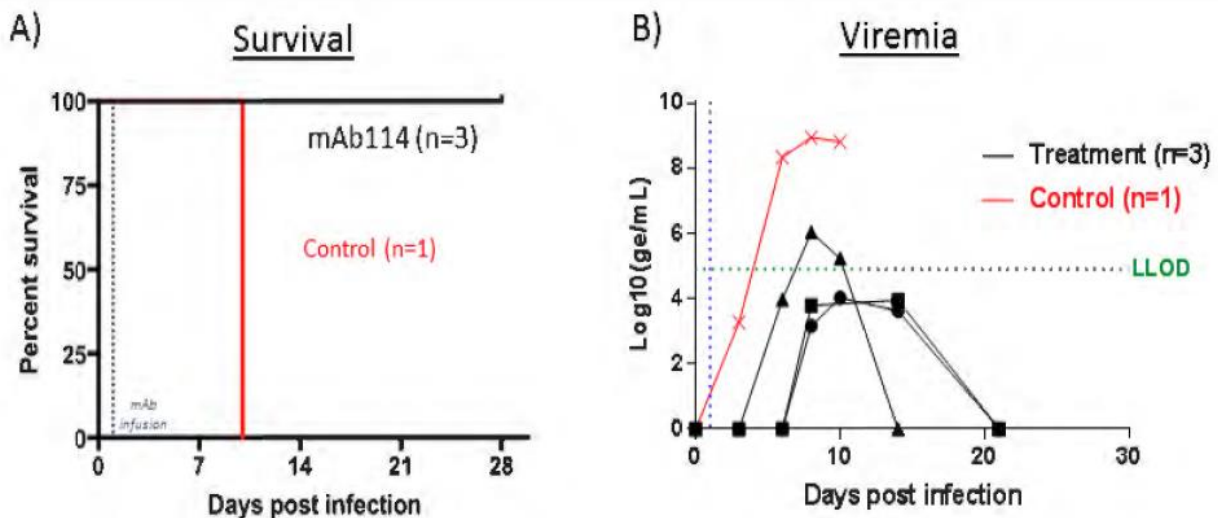 A)
Survival
Percent survival
100
75
50
25
0
mAb114 (n=3)
Control (n=1)
mAb
infusion
0 7 14 21 28
Days post infection
B)
Viremia
Log10(ge/mL)
10
8
6
4
2
0
Treatment (n=3)
Control (n=1)
LLOD
0 10 20 30
Days post infection